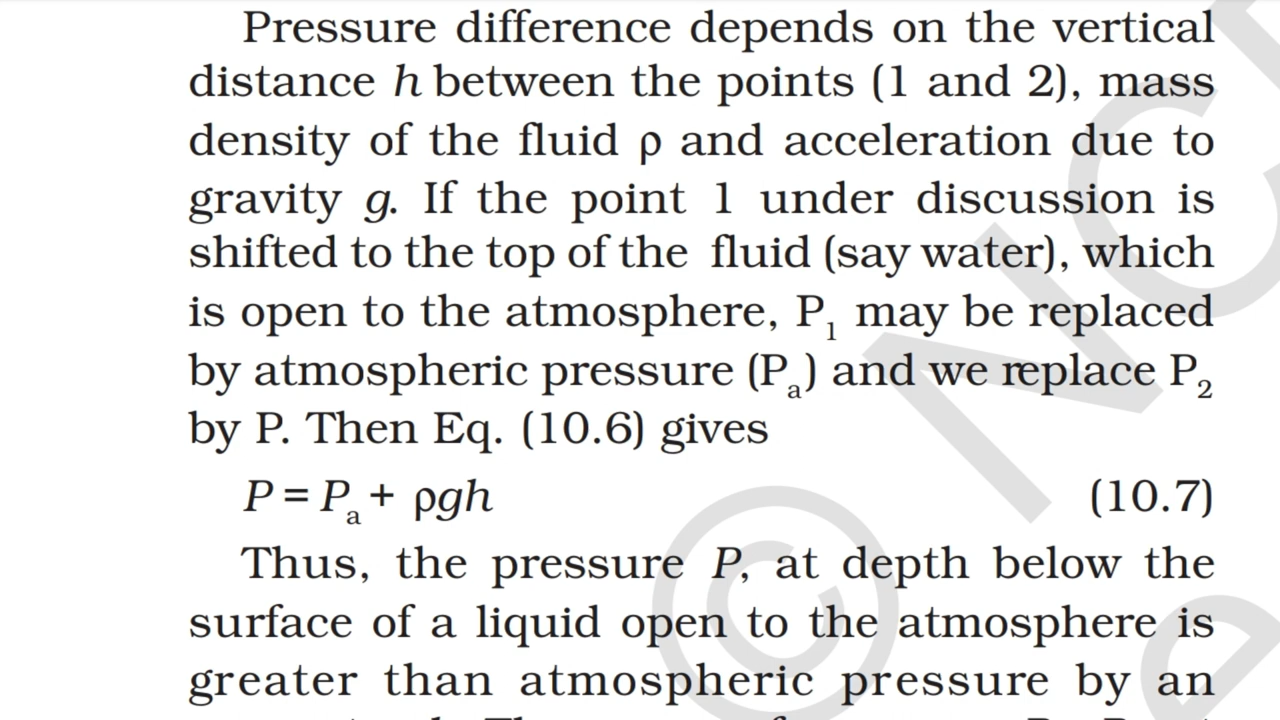 Pressure difference depends on the vertical
distance h between the points (1 and 2), mass
density of the fluid ρ and acceleration due to
gravity g. If the point 1 under discussion is
shifted to the top of the fluid (say water), which
is open to the atmosphere, P₁ may be replaced
by atmospheric pressure (Pₐ) and we replace P₂
by P. Then Eq. (10.6) gives
P = Pₐ + ρgh (10.7)
Thus, the pressure P, at depth below the
surface of a liquid open to the atmosphere is
greater than atmospheric pressure by an